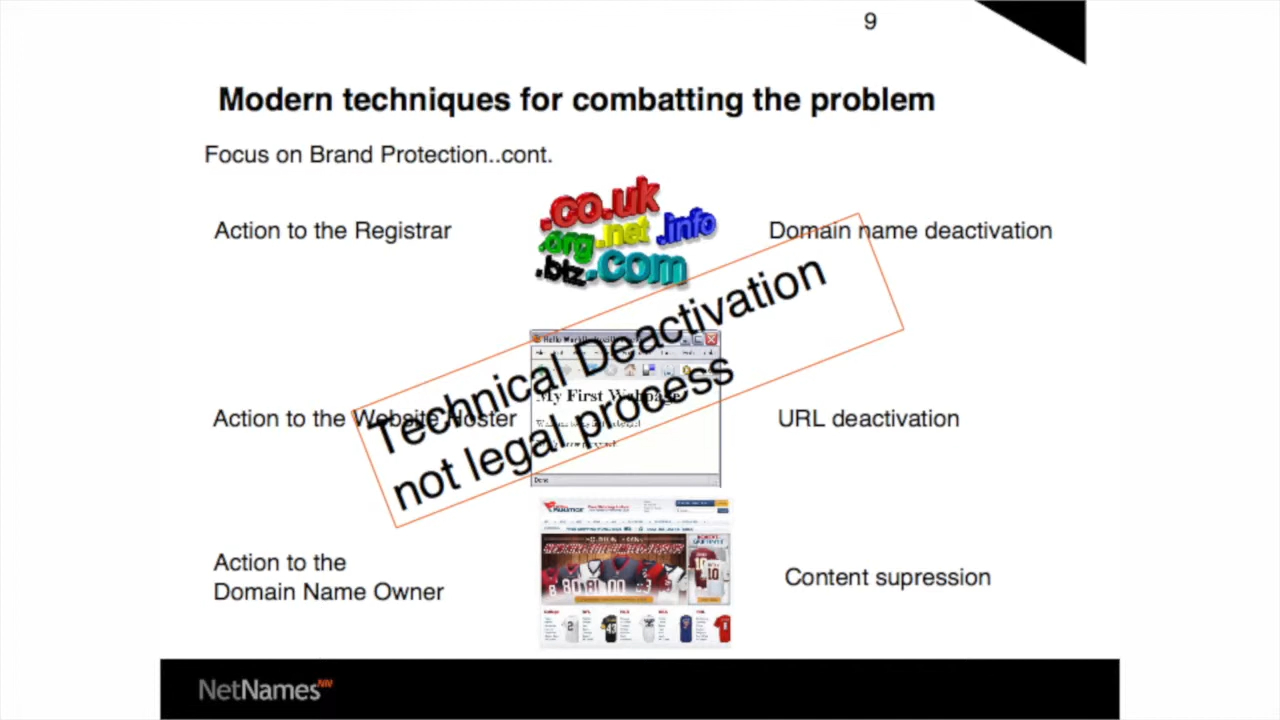 9
Modern techniques for combatting the problem
Focus on Brand Protection..cont.
Action to the Registrar
.co.uk
.org .net .info
.biz .com
Domain name deactivation
Technical Deactivation
not legal process
My First Webpage
Done
Action to the Website Hoster
URL deactivation
Action to the
Domain Name Owner
Content supression
NetNames